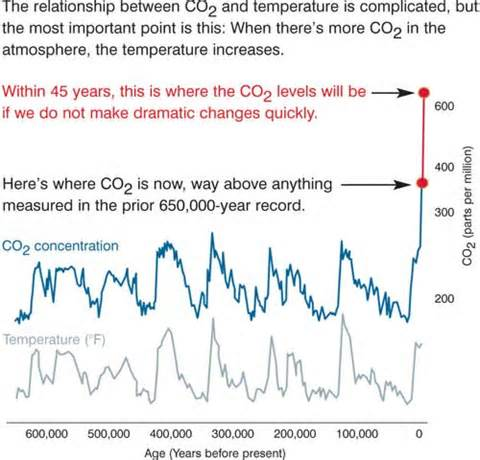 The relationship between CO2 and temperature is complicated, but
the most important point is this: When there's more CO2 in the
atmosphere, the temperature increases.
Within 45 years, this is where the CO2 levels will be
if we do not make dramatic changes quickly.
600
400
Here's where CO2 is now, way above anything
measured in the prior 650,000-year record.
300
CO2 (parts per million)
CO2 concentration
200
Temperature (°F)
600,000 500,000 400,000 300,000 200,000 100,000 0
Age (Years before present)